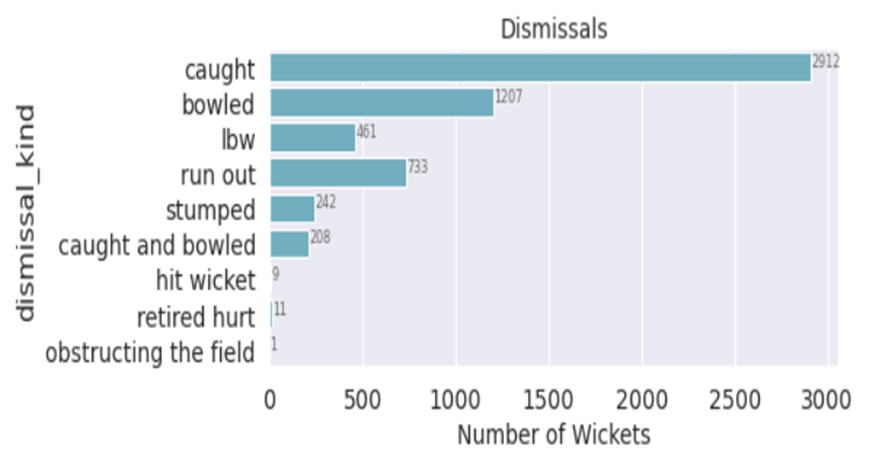 Dismissals
caught 2912
bowled 1207
lbw 461
run out 733
stumped 242
caught and bowled 208
hit wicket 9
retired hurt 11
obstructing the field 1
dismissal_kind
0 500 1000 1500 2000 2500 3000
Number of Wickets